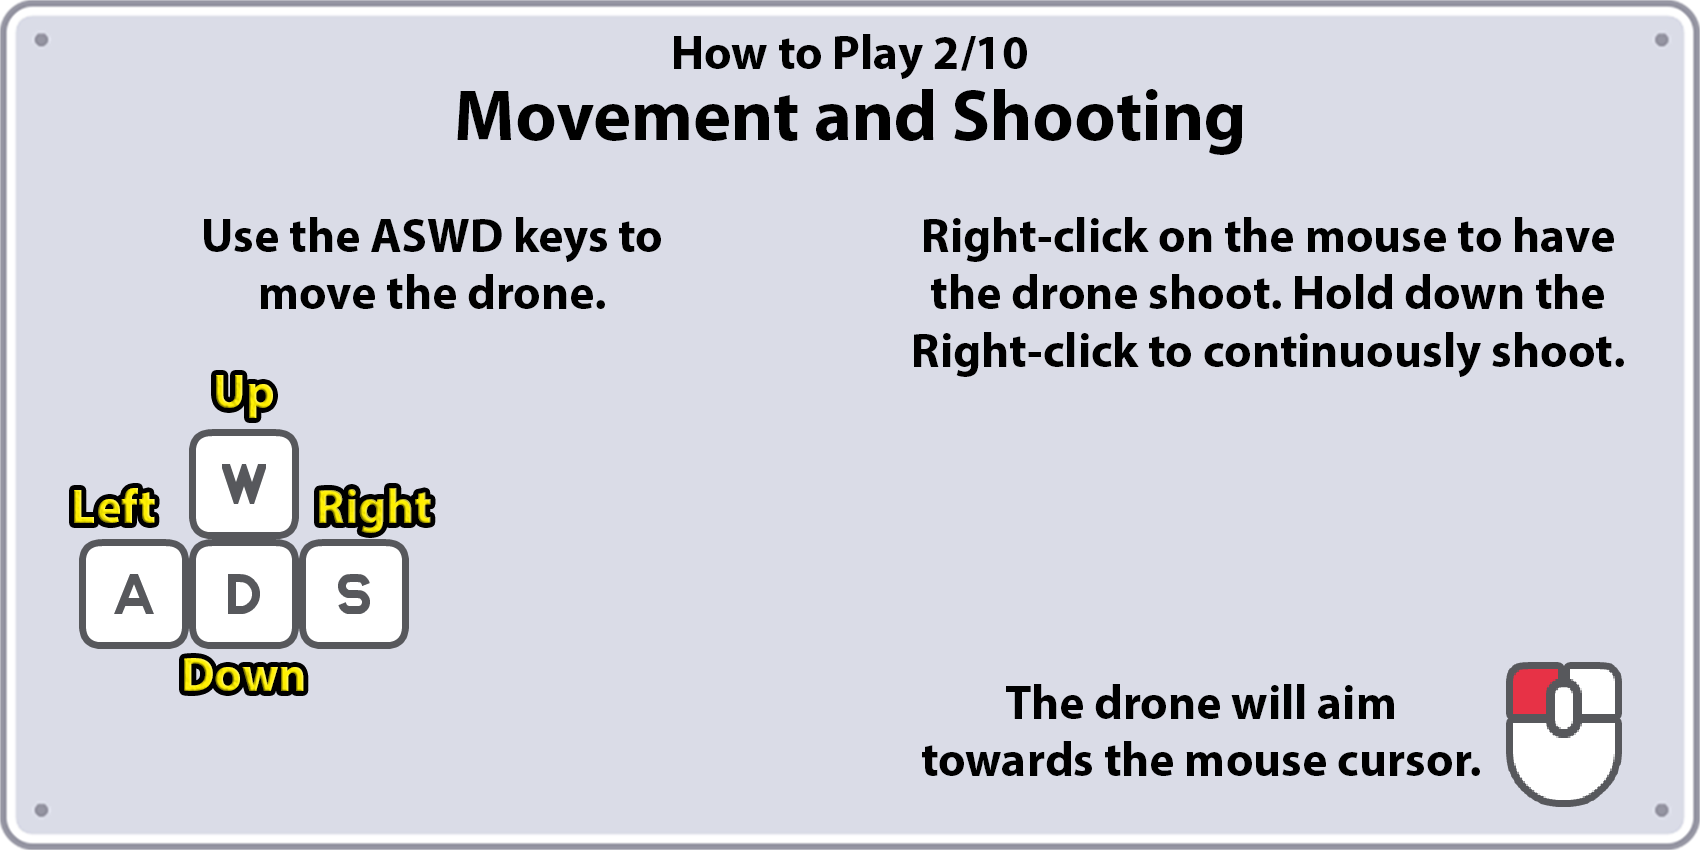 How to Play 2/10
Movement and Shooting
Use the ASWD keys to
move the drone.
Right-click on the mouse to have
the drone shoot. Hold down the
Right-click to continuously shoot.
Up
W
Left
Right
A D S
Down
The drone will aim
towards the mouse cursor.